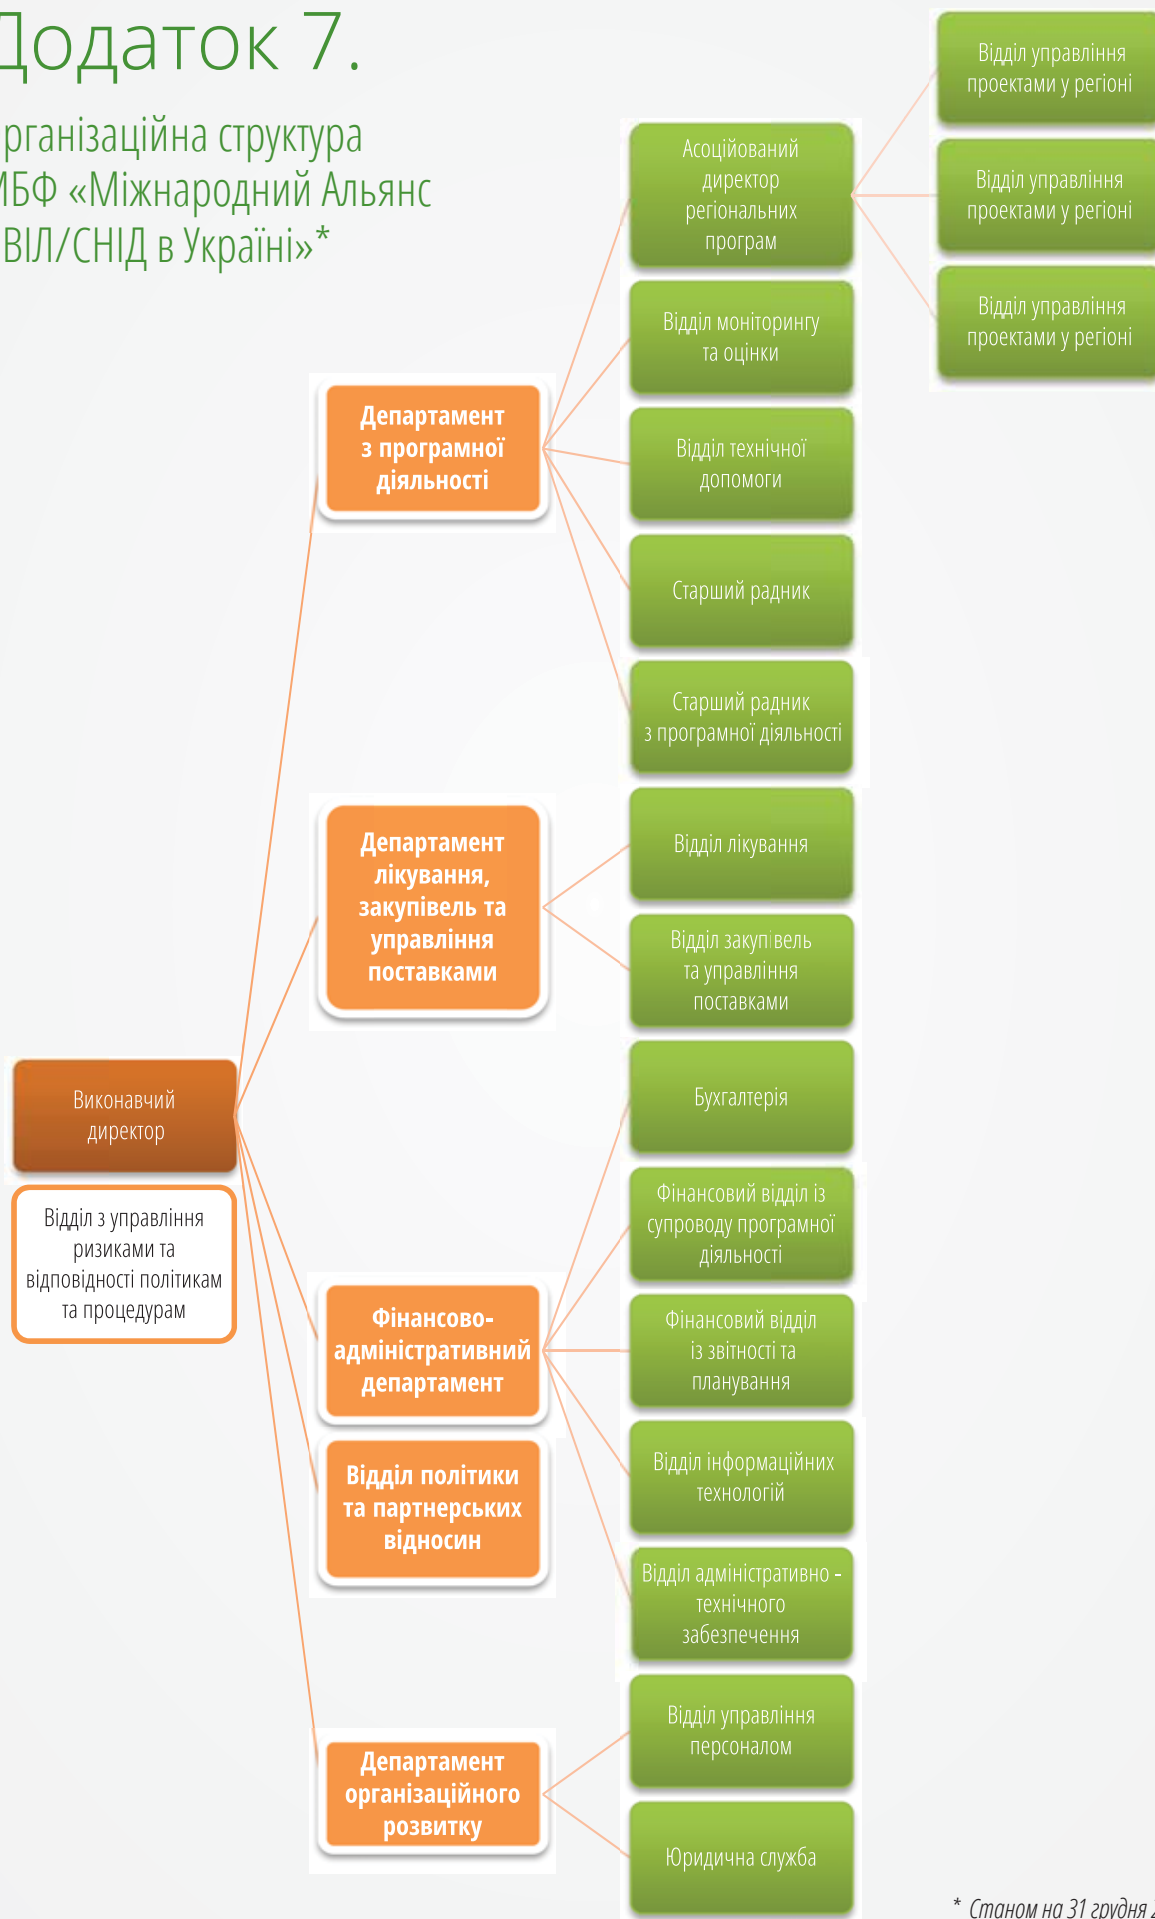 Додаток 7.
рганізаційна структура
МБФ «Міжнародний Альянс
ВІЛ/СНІД в Україні»*
Відділ управління
проектами у регіоні
Відділ управління
проектами у регіоні
Відділ управління
проектами у регіоні
Асоційований
директор
регіональних
програм
Відділ моніторингу
та оцінки
Департамент
з програмної
діяльності
Відділ технічної
допомоги
Старший радник
Старший радник
з програмної діяльності
Департамент
лікування,
закупівель та
управління
поставками
Відділ лікування
Відділ закупівель
та управління
поставками
Виконавчий
директор
Відділ з управління
ризиками та
відповідності політикам
та процедурам
Бухгалтерія
Фінансовий відділ із
супроводу програмної
діяльності
Фінансово-
адміністративний
департамент
Фінансовий відділ
із звітності та
планування
Відділ політики
та партнерських
відносин
Відділ інформаційних
технологій
Відділ адміністративно -
технічного
забезпечення
Департамент
організаційного
розвитку
Відділ управління
персоналом
Юридична служба
* Станом на 31 грудня 2